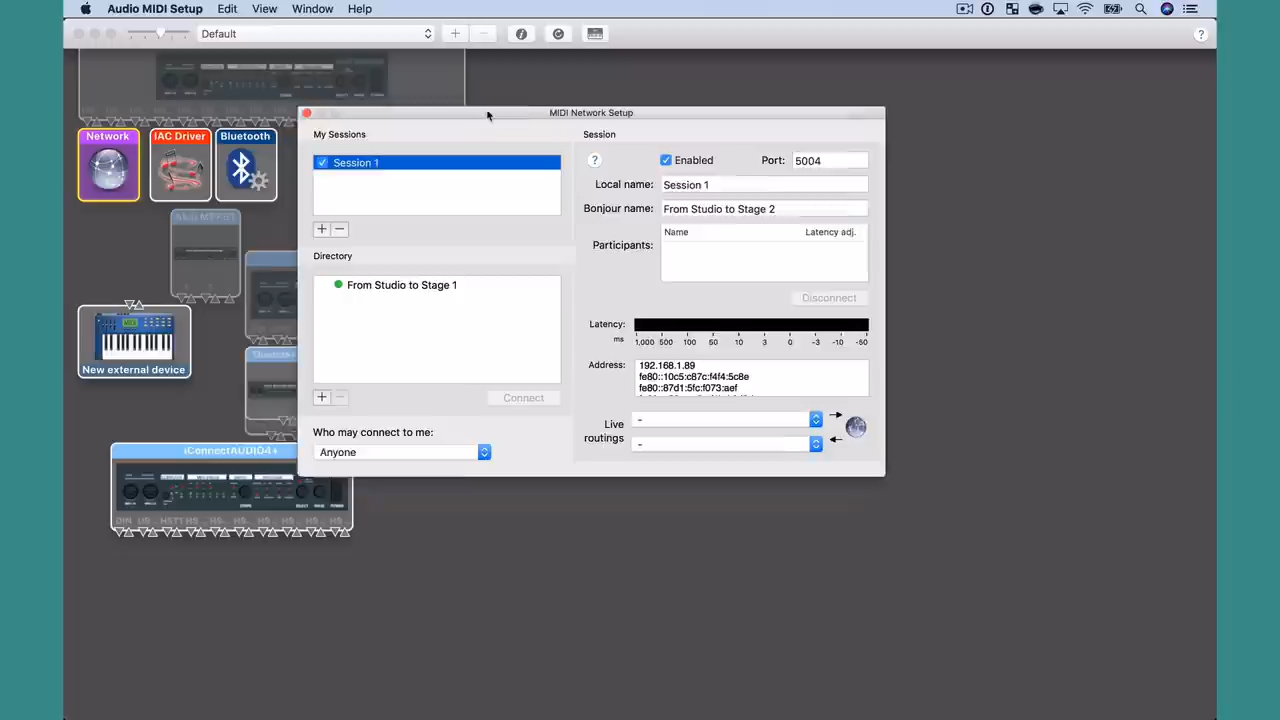 Audio MIDI Setup Edit View Window Help
Default
?
MIDI Network Setup
My Sessions
Session 1
+ −
Directory
From Studio to Stage 1
+ −
Connect
Who may connect to me:
Anyone
Session
? Enabled Port: 5004
Local name: Session 1
Bonjour name: From Studio to Stage 2
Participants:
Name Latency adj.
Disconnect
Latency:
ms 1,000 500 100 50 10 0 -3 -10 -50
Address: 192.168.1.89
fe80::10c5:c87c:f4f4:5c8e
fe80::87d1:5fc:f073:aef
Live routings
-
-
Network
IAC Driver
Bluetooth
New external device
iConnectAUDIO4+